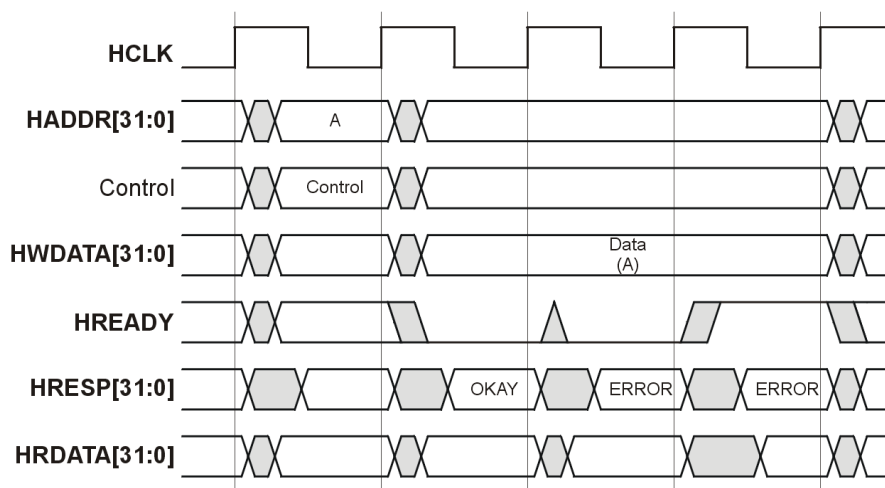 HCLK
HADDR[31:0]
A
Control
Control
HWDATA[31:0]
Data
(A)
HREADY
HRESP[31:0]
OKAY
ERROR
ERROR
HRDATA[31:0]